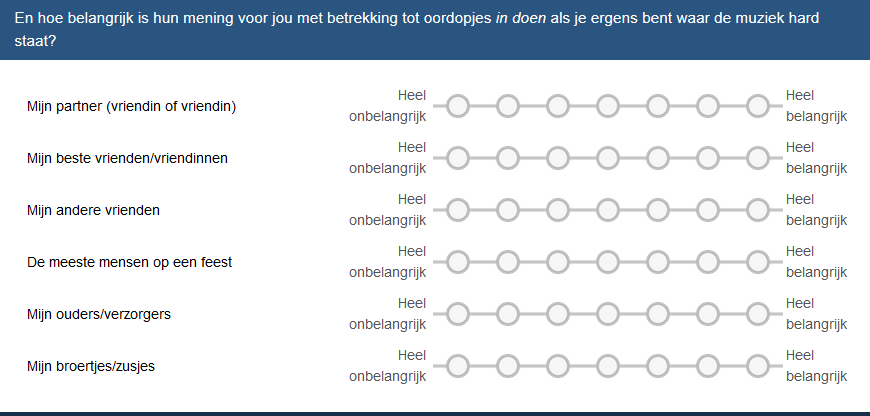 En hoe belangrijk is hun mening voor jou met betrekking tot oordopjes in doen als je ergens bent waar de muziek hard
staat?
Mijn partner (vriendin of vriendin)
Heel
onbelangrijk
Heel
belangrijk
Mijn beste vrienden/vriendinnen
Heel
onbelangrijk
Heel
belangrijk
Mijn andere vrienden
Heel
onbelangrijk
Heel
belangrijk
De meeste mensen op een feest
Heel
onbelangrijk
Heel
belangrijk
Mijn ouders/verzorgers
Heel
onbelangrijk
Heel
belangrijk
Mijn broertjes/zusjes
Heel
onbelangrijk
Heel
belangrijk